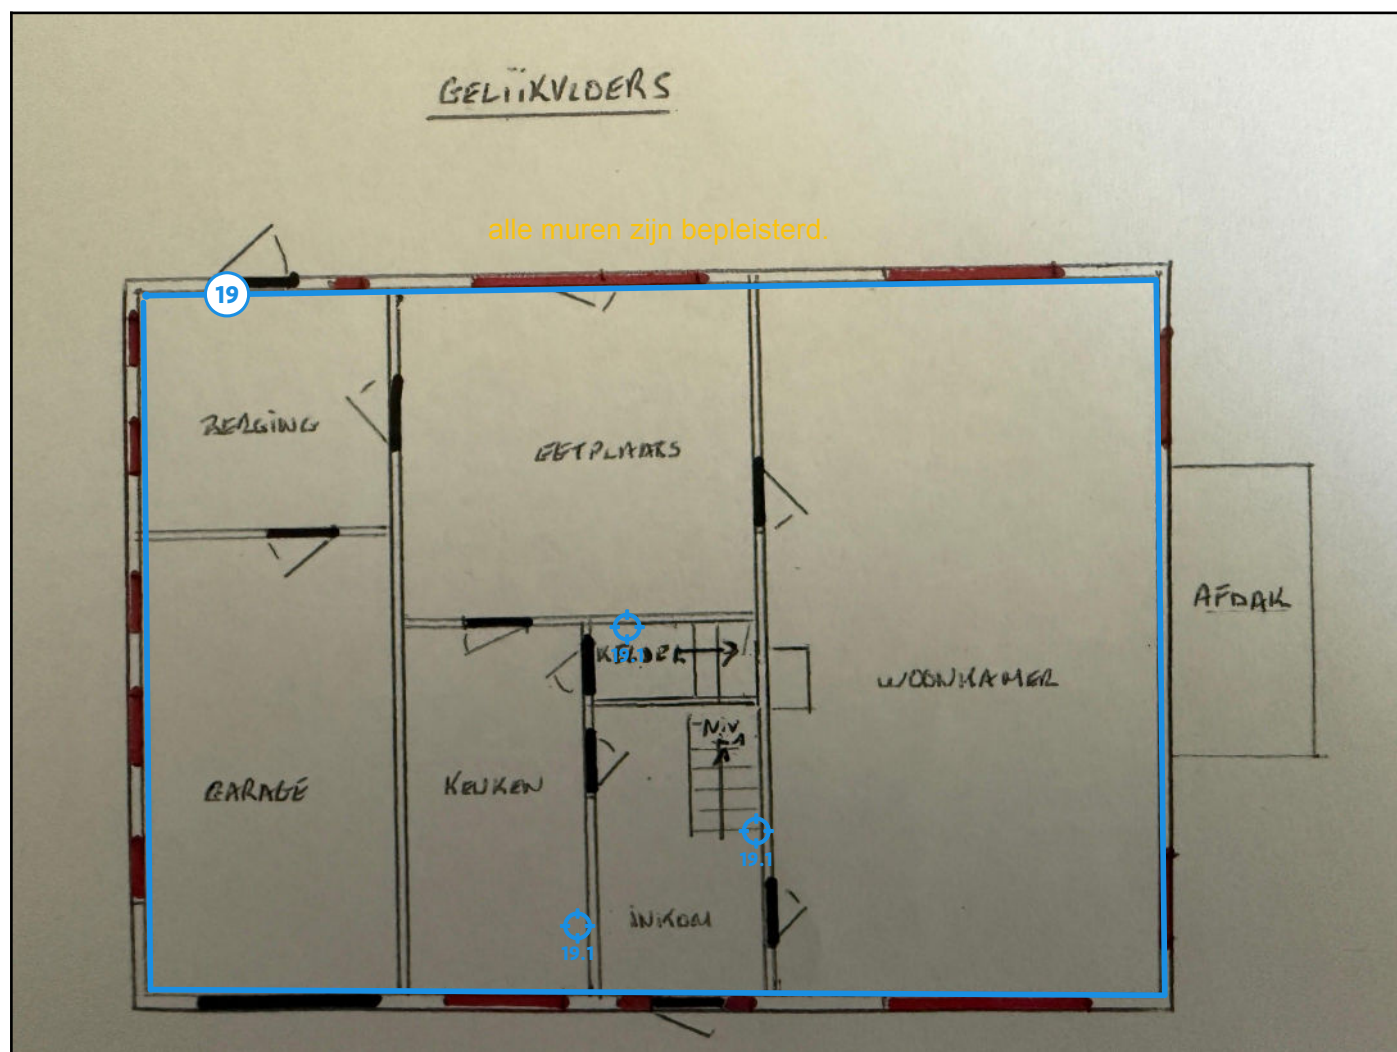 GELIJKVLOERS
alle muren zijn bepleisterd.
19
BERGING
EETPLAATS
AFDAK
KELDER
19.1
WOONKAMER
NIV
GARAGE
KEUKEN
19.1
INKOM
19.1